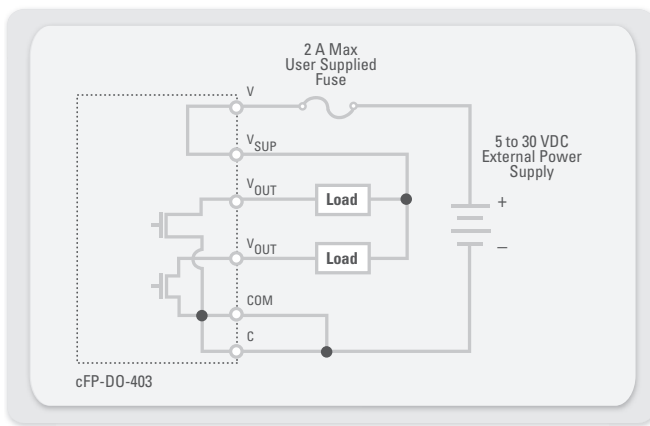 2 A Max
User Supplied
Fuse
V
VSUP
5 to 30 VDC
External Power
Supply
VOUT
Load
+
VOUT
Load
–
COM
C
cFP-DO-403